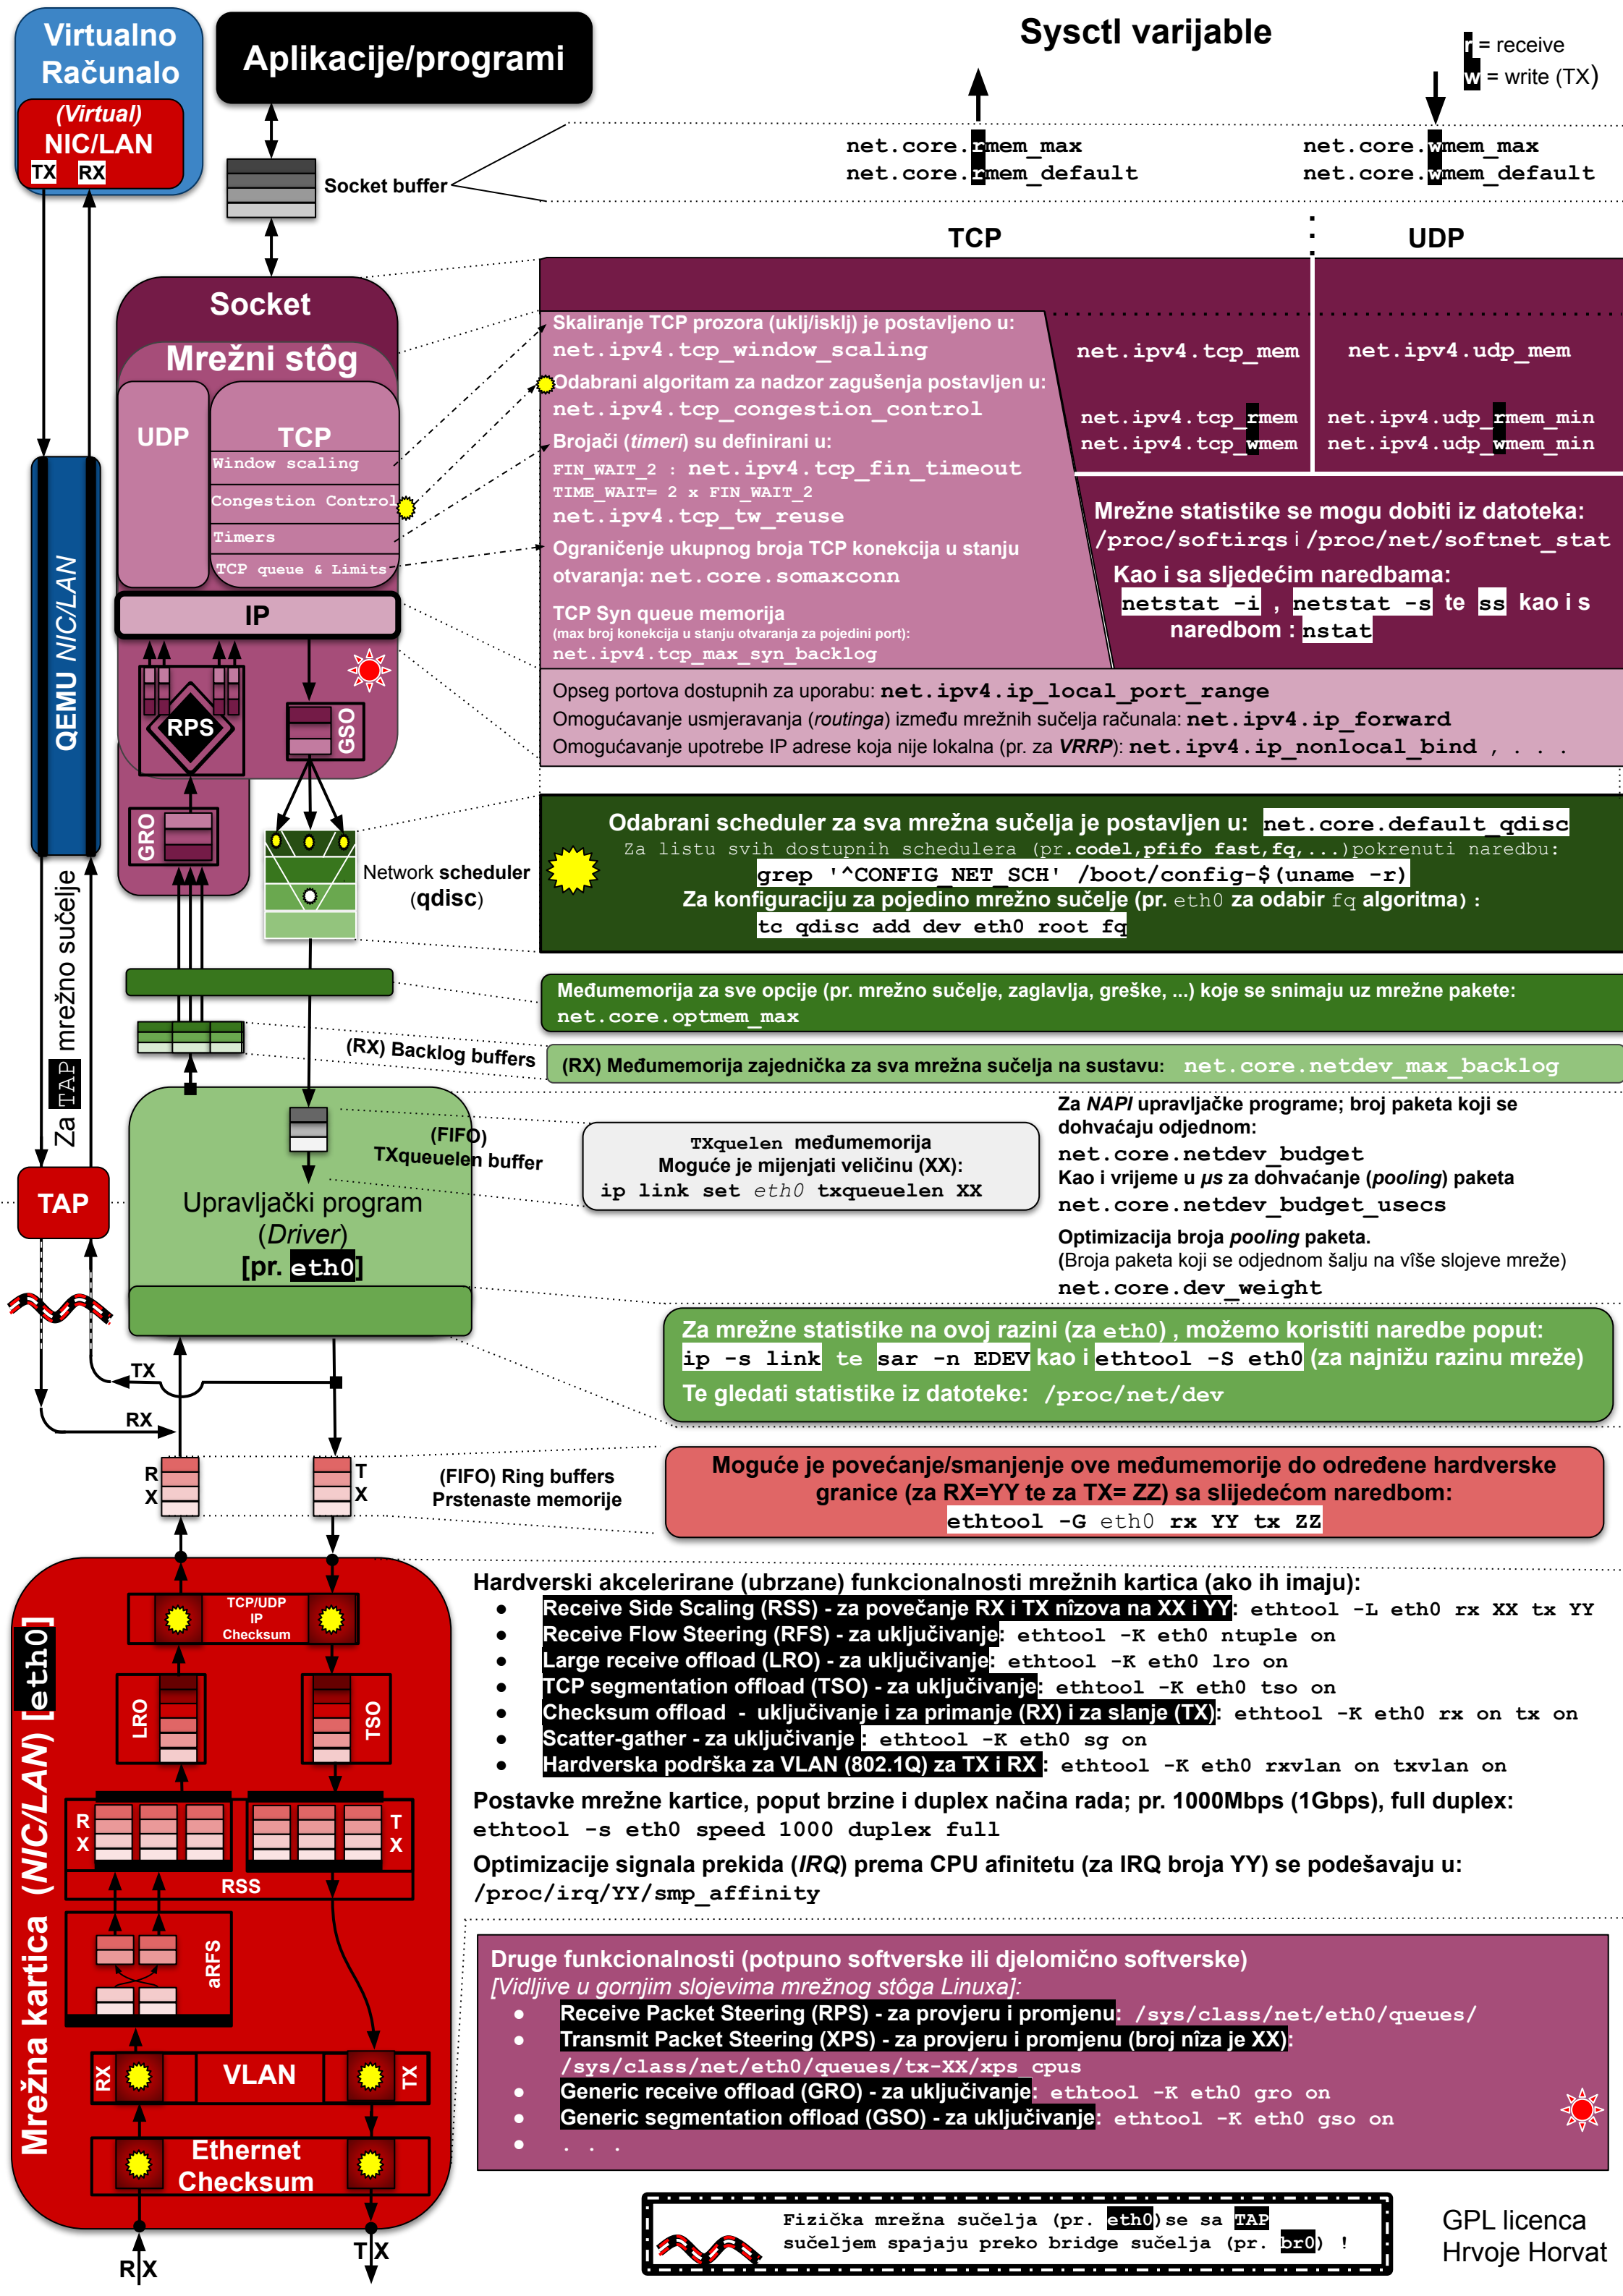 Virtualno
Računalo
(Virtual)
NIC/LAN
TX RX
Aplikacije/programi
Socket buffer
Sysctl varijable
r = receive
w = write (TX)
net.core.rmem_max
net.core.rmem_default
net.core.wmem_max
net.core.wmem_default
TCP
UDP
Socket
Mrežni stôg
UDP
TCP
Window scaling
Congestion Control
Timers
TCP queue & Limits
IP
RPS
GSO
GRO
QEMU NIC/LAN
Za TAP mrežno sučelje
TAP
Skaliranje TCP prozora (uklj/isklj) je postavljeno u:
net.ipv4.tcp_window_scaling
Odabrani algoritam za nadzor zagušenja postavljen u:
net.ipv4.tcp_congestion_control
Brojači (timeri) su definirani u:
FIN_WAIT_2 : net.ipv4.tcp_fin_timeout
TIME_WAIT= 2 x FIN_WAIT_2
net.ipv4.tcp_tw_reuse
Ograničenje ukupnog broja TCP konekcija u stanju
otvaranja: net.core.somaxconn
TCP Syn queue memorija
(max broj konekcija u stanju otvaranja za pojedini port):
net.ipv4.tcp_max_syn_backlog
net.ipv4.tcp_mem
net.ipv4.tcp_rmem
net.ipv4.tcp_wmem
net.ipv4.udp_mem
net.ipv4.udp_rmem_min
net.ipv4.udp_wmem_min
Mrežne statistike se mogu dobiti iz datoteka:
/proc/softirqs i /proc/net/softnet_stat
Kao i sa sljedećim naredbama:
netstat -i , netstat -s te ss kao i s
naredbom : nstat
Opseg portova dostupnih za uporabu: net.ipv4.ip_local_port_range
Omogućavanje usmjeravanja (routinga) između mrežnih sučelja računala: net.ipv4.ip_forward
Omogućavanje upotrebe IP adrese koja nije lokalna (pr. za VRRP): net.ipv4.ip_nonlocal_bind , . . .
Network scheduler
(qdisc)
Odabrani scheduler za sva mrežna sučelja je postavljen u: net.core.default_qdisc
Za listu svih dostupnih schedulera (pr.codel,pfifo fast,fq,...)pokrenuti naredbu:
grep '^CONFIG_NET_SCH' /boot/config-$(uname -r)
Za konfiguraciju za pojedino mrežno sučelje (pr. eth0 za odabir fq algoritma) :
tc qdisc add dev eth0 root fq
Međumemorija za sve opcije (pr. mrežno sučelje, zaglavlja, greške, ...) koje se snimaju uz mrežne pakete:
net.core.optmem_max
(RX) Backlog buffers
(RX) Međumemorija zajednička za sva mrežna sučelja na sustavu: net.core.netdev_max_backlog
(FIFO)
TXqueuelen buffer
TXquelen međumemorija
Moguće je mijenjati veličinu (XX):
ip link set eth0 txqueuelen XX
Za NAPI upravljačke programe; broj paketa koji se
dohvaćaju odjednom:
net.core.netdev_budget
Kao i vrijeme u µs za dohvaćanje (pooling) paketa
net.core.netdev_budget_usecs
Optimizacija broja pooling paketa.
(Broja paketa koji se odjednom šalju na više slojeve mreže)
net.core.dev_weight
Upravljački program
(Driver)
[pr. eth0]
Za mrežne statistike na ovoj razini (za eth0) , možemo koristiti naredbe poput:
ip -s link te sar -n EDEV kao i ethtool -S eth0 (za najnižu razinu mreže)
Te gledati statistike iz datoteke: /proc/net/dev
TX
RX
RX
TX
(FIFO) Ring buffers
Prstenaste memorije
Moguće je povećanje/smanjenje ove međumemorije do određene hardverske
granice (za RX=YY te za TX= ZZ) sa slijedećom naredbom:
ethtool -G eth0 rx YY tx ZZ
Mrežna kartica (NIC/LAN) [eth0]
TCP/UDP
IP
Checksum
LRO
TSO
RX
TX
RSS
aRFS
RX
VLAN
TX
Ethernet
Checksum
RX
TX
Hardverski akcelerirane (ubrzane) funkcionalnosti mrežnih kartica (ako ih imaju):
● Receive Side Scaling (RSS) - za povečanje RX i TX nîzova na XX i YY: ethtool -L eth0 rx XX tx YY
● Receive Flow Steering (RFS) - za uključivanje: ethtool -K eth0 ntuple on
● Large receive offload (LRO) - za uključivanje: ethtool -K eth0 lro on
● TCP segmentation offload (TSO) - za uključivanje: ethtool -K eth0 tso on
● Checksum offload - uključivanje i za primanje (RX) i za slanje (TX): ethtool -K eth0 rx on tx on
● Scatter-gather - za uključivanje : ethtool -K eth0 sg on
● Hardverska podrška za VLAN (802.1Q) za TX i RX : ethtool -K eth0 rxvlan on txvlan on
Postavke mrežne kartice, poput brzine i duplex načina rada; pr. 1000Mbps (1Gbps), full duplex:
ethtool -s eth0 speed 1000 duplex full
Optimizacije signala prekida (IRQ) prema CPU afinitetu (za IRQ broja YY) se podešavaju u:
/proc/irq/YY/smp_affinity
Druge funkcionalnosti (potpuno softverske ili djelomično softverske)
[Vidljive u gornjim slojevima mrežnog stôga Linuxa]:
● Receive Packet Steering (RPS) - za provjeru i promjenu: /sys/class/net/eth0/queues/
● Transmit Packet Steering (XPS) - za provjeru i promjenu (broj nîza je XX):
/sys/class/net/eth0/queues/tx-XX/xps_cpus
● Generic receive offload (GRO) - za uključivanje: ethtool -K eth0 gro on
● Generic segmentation offload (GSO) - za uključivanje: ethtool -K eth0 gso on
● . . .
Fizička mrežna sučelja (pr. eth0)se sa TAP
sučeljem spajaju preko bridge sučelja (pr. br0) !
GPL licenca
Hrvoje Horvat